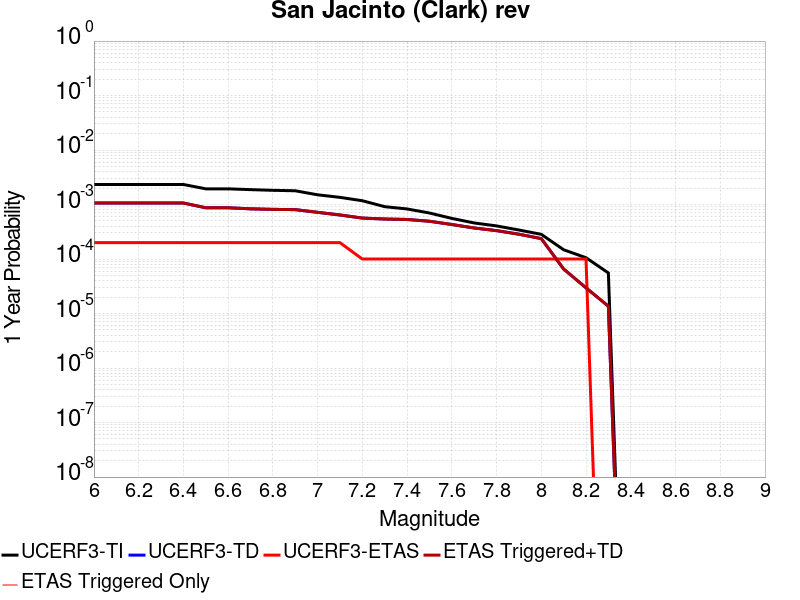 San Jacinto (Clark) rev
10^0
10^-1
10^-2
10^-3
10^-4
10^-5
10^-6
10^-7
10^-8
1 Year Probability
6 6.2 6.4 6.6 6.8 7 7.2 7.4 7.6 7.8 8 8.2 8.4 8.6 8.8 9
Magnitude
UCERF3-TI UCERF3-TD UCERF3-ETAS ETAS Triggered+TD
ETAS Triggered Only